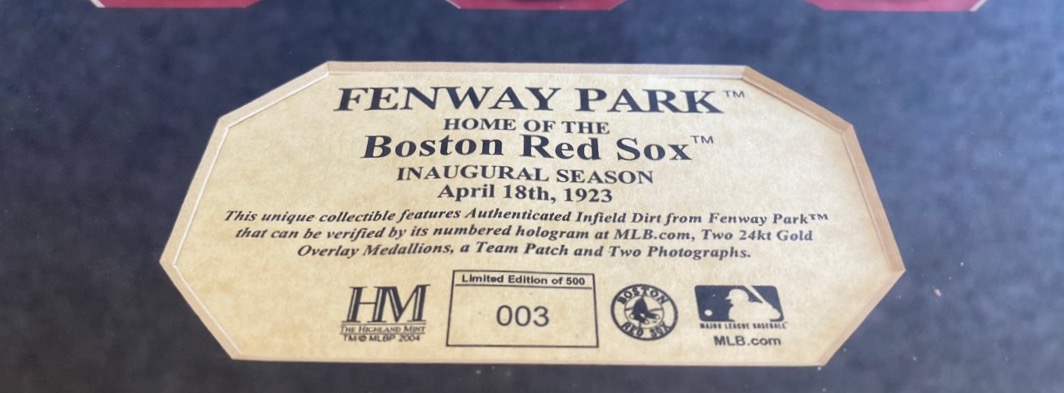 FENWAY PARK™
HOME OF THE
Boston Red Sox™
INAUGURAL SEASON
April 18th, 1923
This unique collectible features Authenticated Infield Dirt from Fenway Park™
that can be verified by its numbered hologram at MLB.com, Two 24kt Gold
Overlay Medallions, a Team Patch and Two Photographs.
HM
THE HIGHLAND MINT
TM © MLBP 2004
Limited Edition of 500
003
BOSTON
RED SOX
MAJOR LEAGUE BASEBALL
MLB.com